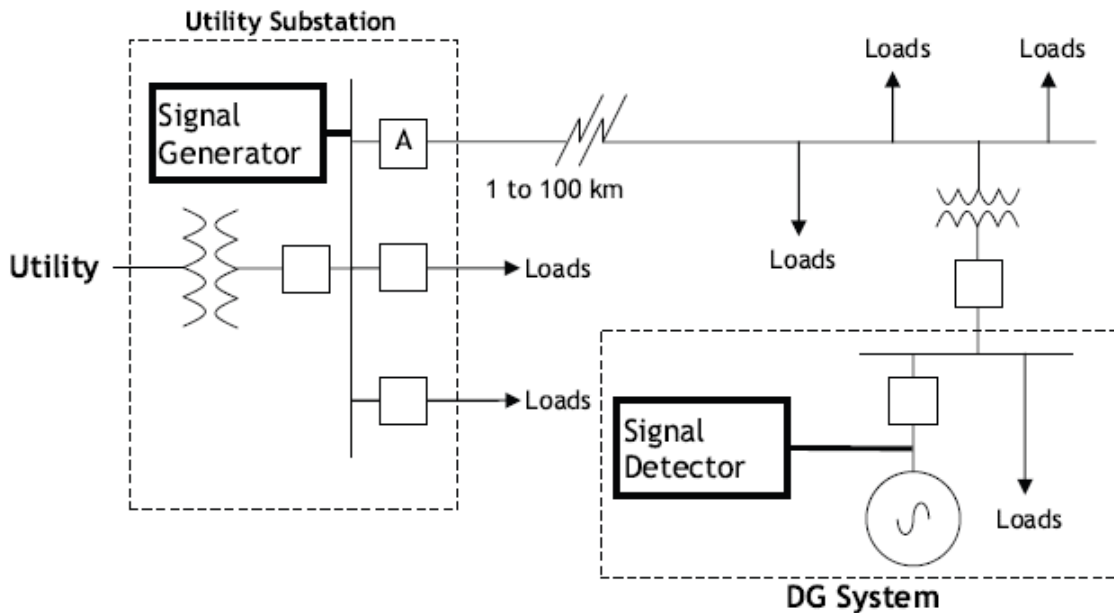 Utility Substation
Signal
Generator
A
1 to 100 km
Loads
Loads
Loads
Utility
Loads
Loads
Signal
Detector
Loads
DG System